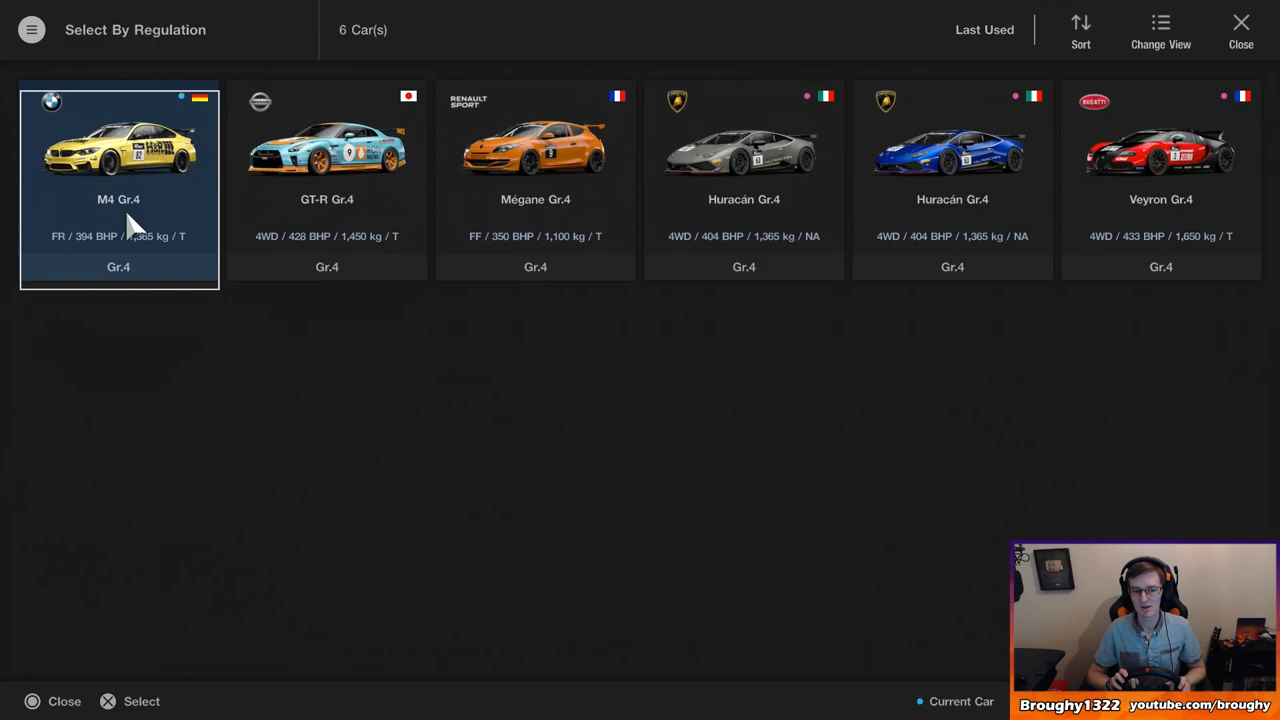 Select By Regulation
6 Car(s)
Last Used
Sort
Change View
Close
M4 Gr.4
FR / 394 BHP / 1,365 kg / T
Gr.4
RENAULT
SPORT
GT-R Gr.4
4WD / 428 BHP / 1,450 kg / T
Gr.4
Mégane Gr.4
FF / 350 BHP / 1,100 kg / T
Gr.4
Huracán Gr.4
4WD / 404 BHP / 1,365 kg / NA
Gr.4
Huracán Gr.4
4WD / 404 BHP / 1,365 kg / NA
Gr.4
BUGATTI
Veyron Gr.4
4WD / 433 BHP / 1,650 kg / T
Gr.4
Close
Select
Current Car
Broughy1322 youtube.com/broughy